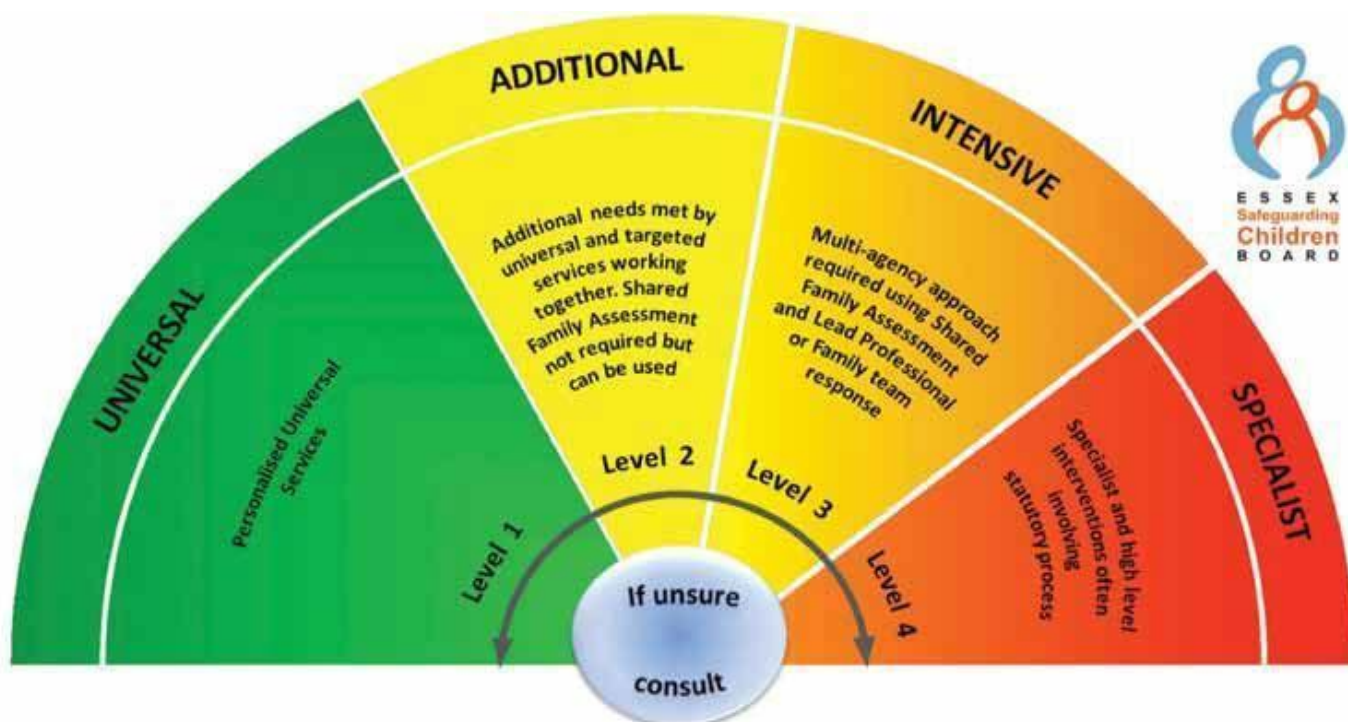 UNIVERSAL
Personalised Universal
Services
Level 1
ADDITIONAL
Additional needs met by
universal and targeted
services working
together. Shared
Family Assessment
not required but
can be used
Level 2
INTENSIVE
Multi-agency approach
required using Shared
Family Assessment
and Lead Professional
or Family team
response
Level 3
SPECIALIST
Specialist and high level
interventions often
involving
statutory process
Level 4
If unsure
consult
ESSEX
Safeguarding
Children
BOARD